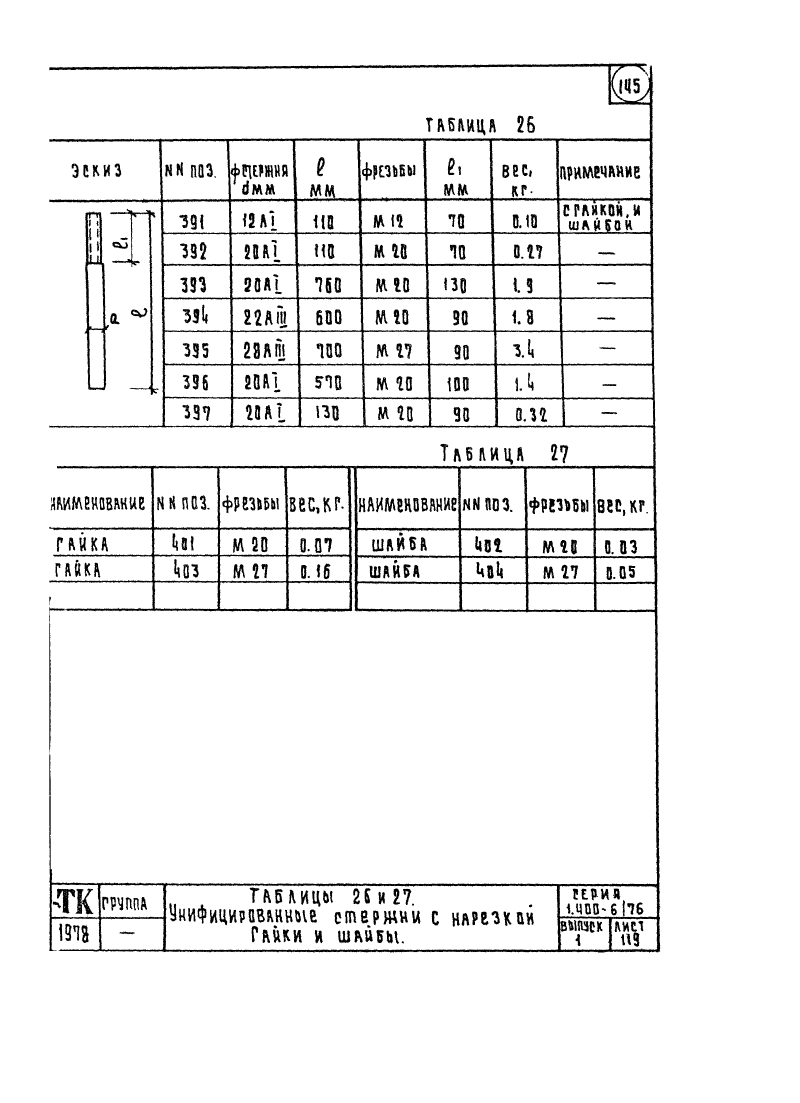 145
ТАБЛИЦА 26
ЭСКИЗ NN ПОЗ. ФСТЕРЖНЯ dмм ℓ мм ФРЕЗЬБЫ ℓ1 мм ВЕС, кг. ПРИМЕЧАНИЕ
391 12АI 110 М 12 70 0.10 С ГАЙКОЙ, И ШАЙБОЙ
392 20АI 110 М 20 70 0.27 —
393 20АI 760 М 20 130 1.9 —
394 22АIII 600 М 20 90 1.8 —
395 28АIII 700 М 27 90 3.4 —
396 20АI 570 М 20 100 1.4 —
397 20АI 130 М 20 90 0.32 —
ℓ1
ℓ
ТАБЛИЦА 27
НАИМЕНОВАНИЕ NN ПОЗ. ФРЕЗЬБЫ ВЕС, КГ. НАИМЕНОВАНИЕ NN ПОЗ. ФРЕЗЬБЫ ВЕС, КГ.
ГАЙКА 401 М 20 0.07 ШАЙБА 402 М 20 0.03
ГАЙКА 403 М 27 0.16 ШАЙБА 404 М 27 0.05
ТК ГРУППА
1978 —
ТАБЛИЦЫ 26 и 27.
УНИФИЦИРОВАННЫЕ СТЕРЖНИ С НАРЕЗКОЙ
ГАЙКИ И ШАЙБЫ.
СЕРИЯ
1.400-6/76
ВЫПУСК ЛИСТ
1 119